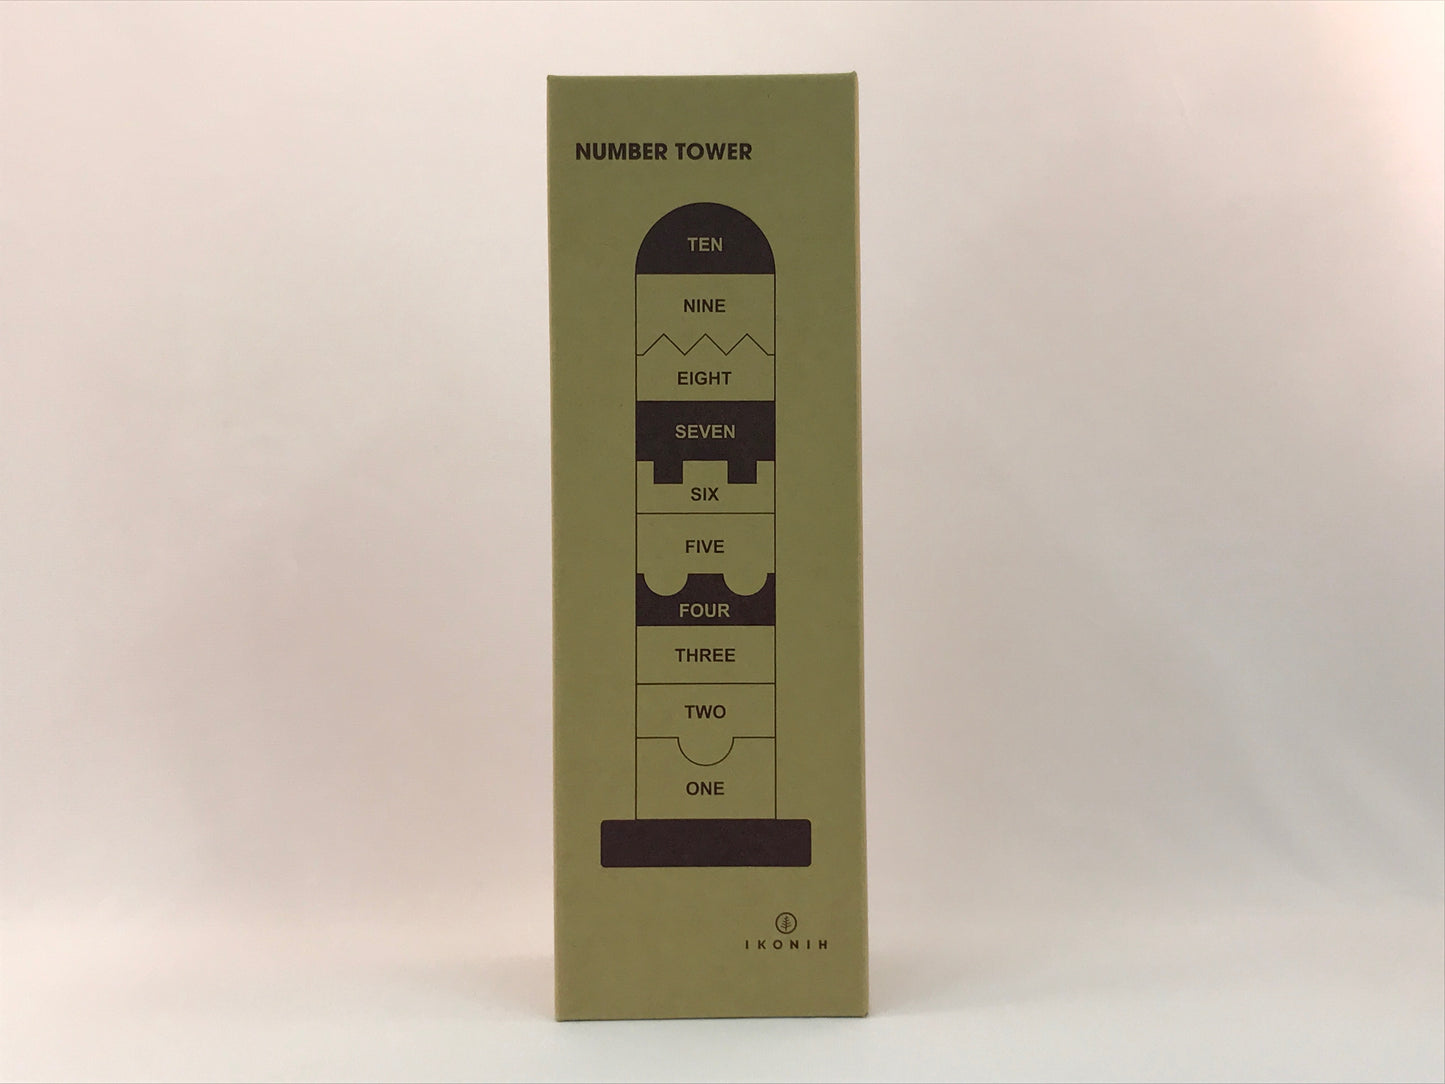 NUMBER TOWER
TEN
NINE
EIGHT
SEVEN
SIX
FIVE
FOUR
THREE
TWO
ONE
IKONIH